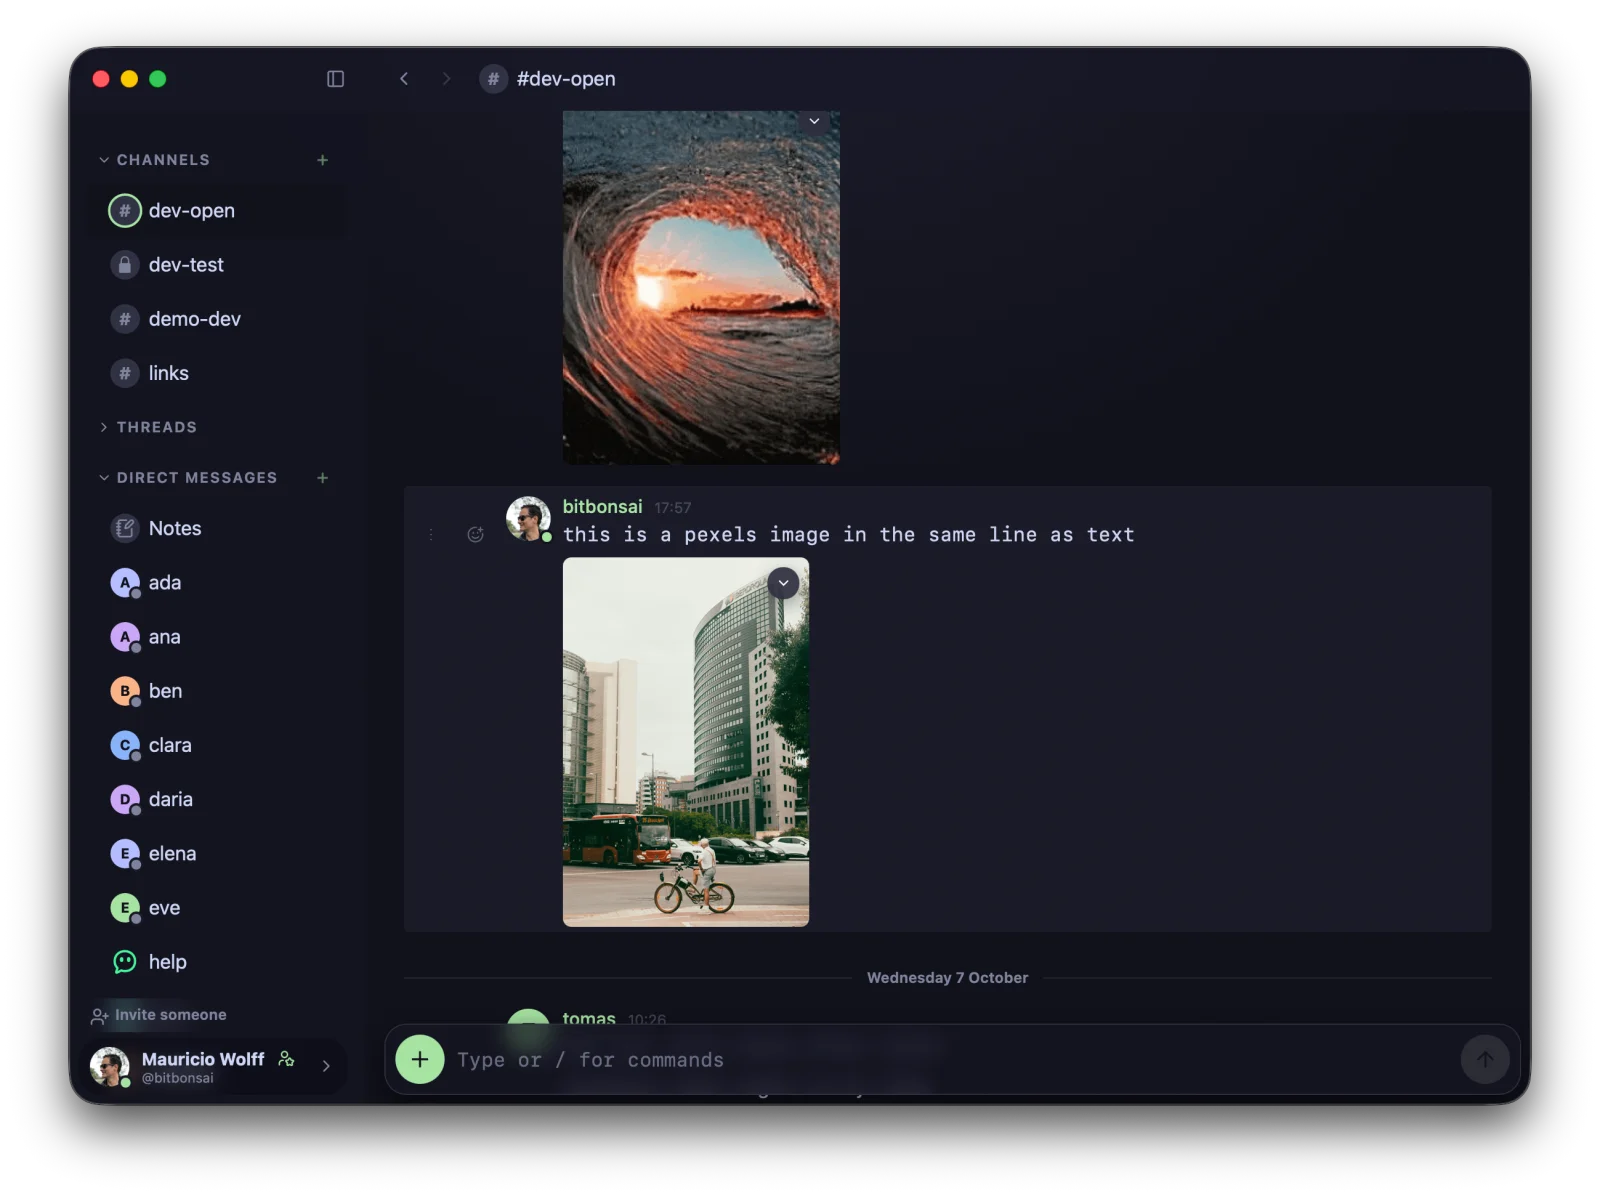 # #dev-open
CHANNELS
# dev-open
dev-test
# demo-dev
# links
THREADS
DIRECT MESSAGES
Notes
A ada
A ana
B ben
C clara
D daria
E elena
E eve
help
Invite someone
Mauricio Wolff
@bitbonsai
bitbonsai 17:57
this is a pexels image in the same line as text
Wednesday 7 October
tomas 10:26
Type or / for commands